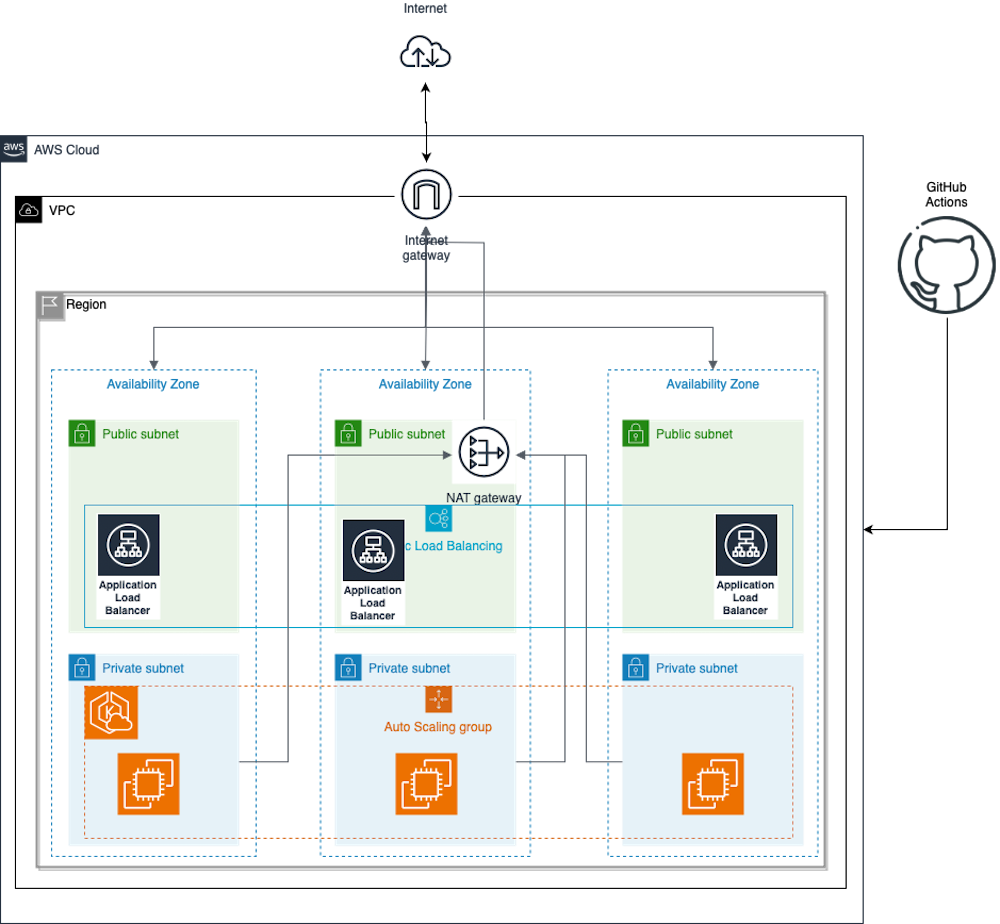 Internet
aws
AWS Cloud
GitHub
Actions
VPC
Internet
gateway
Region
Availability Zone
Availability Zone
Availability Zone
Public subnet
Public subnet
Public subnet
NAT gateway
c Load Balancing
Application
Load
Balancer
Application
Load
Balancer
Application
Load
Balancer
Private subnet
Private subnet
Private subnet
K
Auto Scaling group